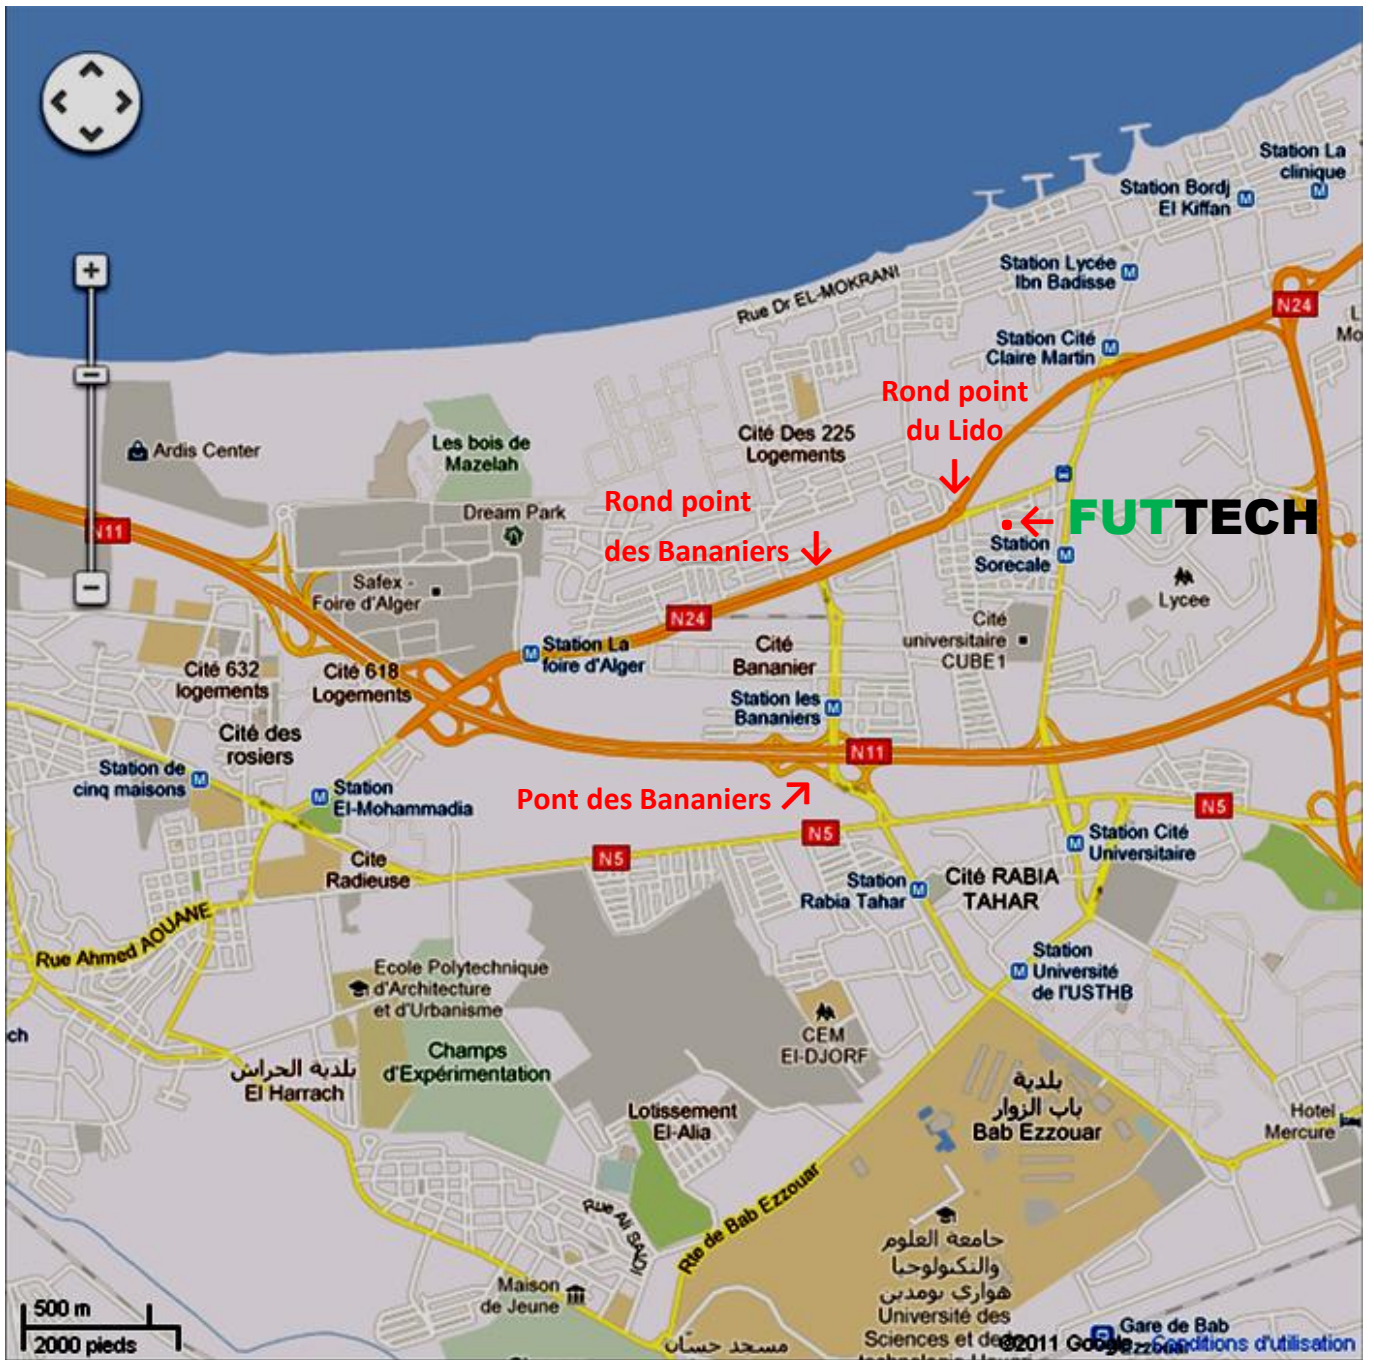 Station La
clinique
Station Bordj
El Kiffan
Station Lycée
Ibn Badisse
Rue Dr EL-MOKRANI
N24
Station Cité
Claire Martin
Rond point
du Lido
Cité Des 225
Logements
Ardis Center
Les bois de
Mazelah
Dream Park
Rond point
des Bananiers
FUTTECH
N11
Station
Sorecale
Safex -
Foire d'Alger
Lycee
N24
Station La
foire d'Alger
Cité
Bananier
Cité
universitaire
CUBE1
Cité 632
logements
Cité 618
Logements
Station les
Bananiers
Cité des
rosiers
N11
Station de
cinq maisons
Station
El-Mohammadia
Pont des Bananiers
N5
N5
N5
Station Cité
Universitaire
Cite
Radieuse
Station
Rabia Tahar
Cité RABIA
TAHAR
Rue Ahmed AOUANE
Station
Université
de l'USTHB
Ecole Polytechnique
d'Architecture
et d'Urbanisme
ch
CEM
El-DJORF
Champs
d'Expérimentation
بلدية الحراش
El Harrach
بلدية
باب الزوار
Bab Ezzouar
Lotissement
El-Alia
Hotel
Mercure
Rue Ali SAIDI
Rte de Bab Ezzouar
جامعة العلوم
والتكنولوجيا
هواري بومدين
Université des
Sciences et de
Maison
de Jeune
مسجد حسّان
Gare de Bab
Ezzouar
©2011 Google - Conditions d'utilisation
500 m
2000 pieds